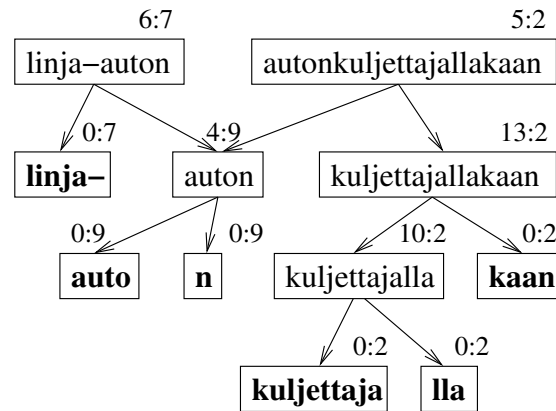 6:7 5:2
linja−auton autonkuljettajallakaan
0:7 4:9 13:2
linja− auton kuljettajallakaan
0:9 0:9 10:2 0:2
auto n kuljettajalla kaan
0:2 0:2
kuljettaja lla